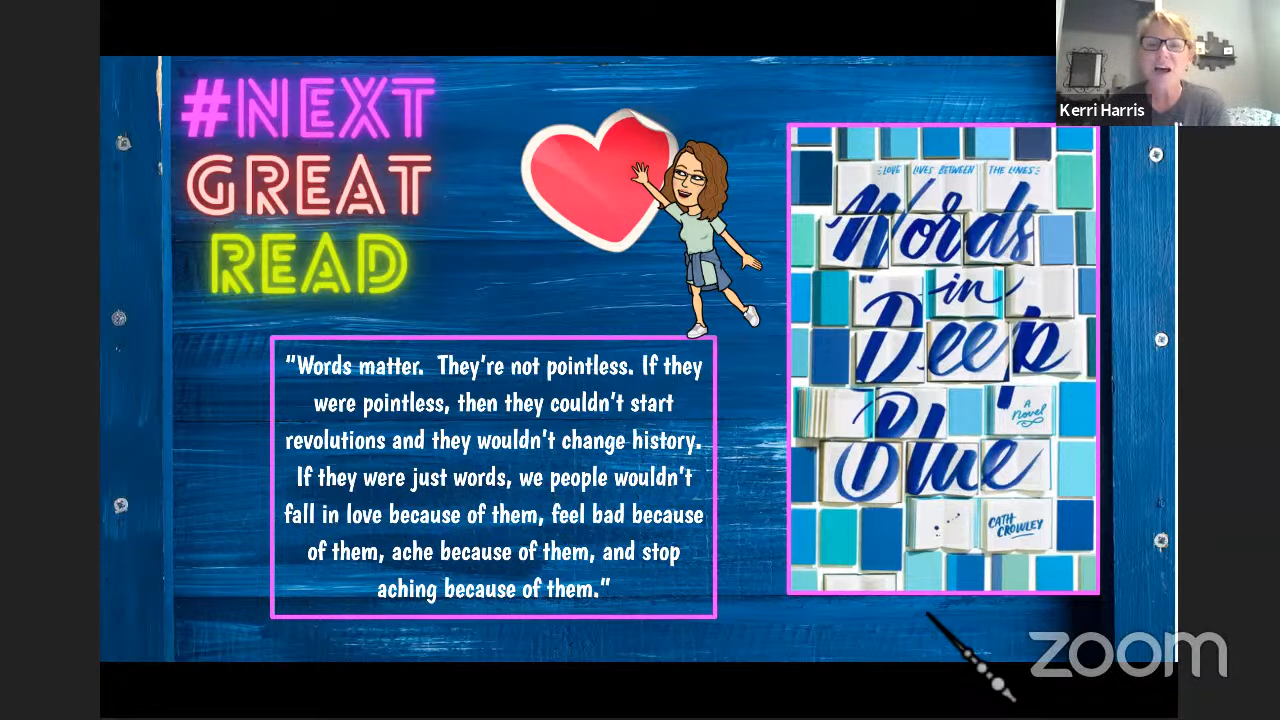 #NEXT
GREAT
READ
Kerri Harris
"Words matter.  They're not pointless. If they
were pointless, then they couldn't start
revolutions and they wouldn't change history.
If they were just words, we people wouldn't
fall in love because of them, feel bad because
of them, ache because of them, and stop
aching because of them."
LOVE LIVES BETWEEN THE LINES
Words
in
Deep
Blue
A
Novel
CATH
CROWLEY
zoom